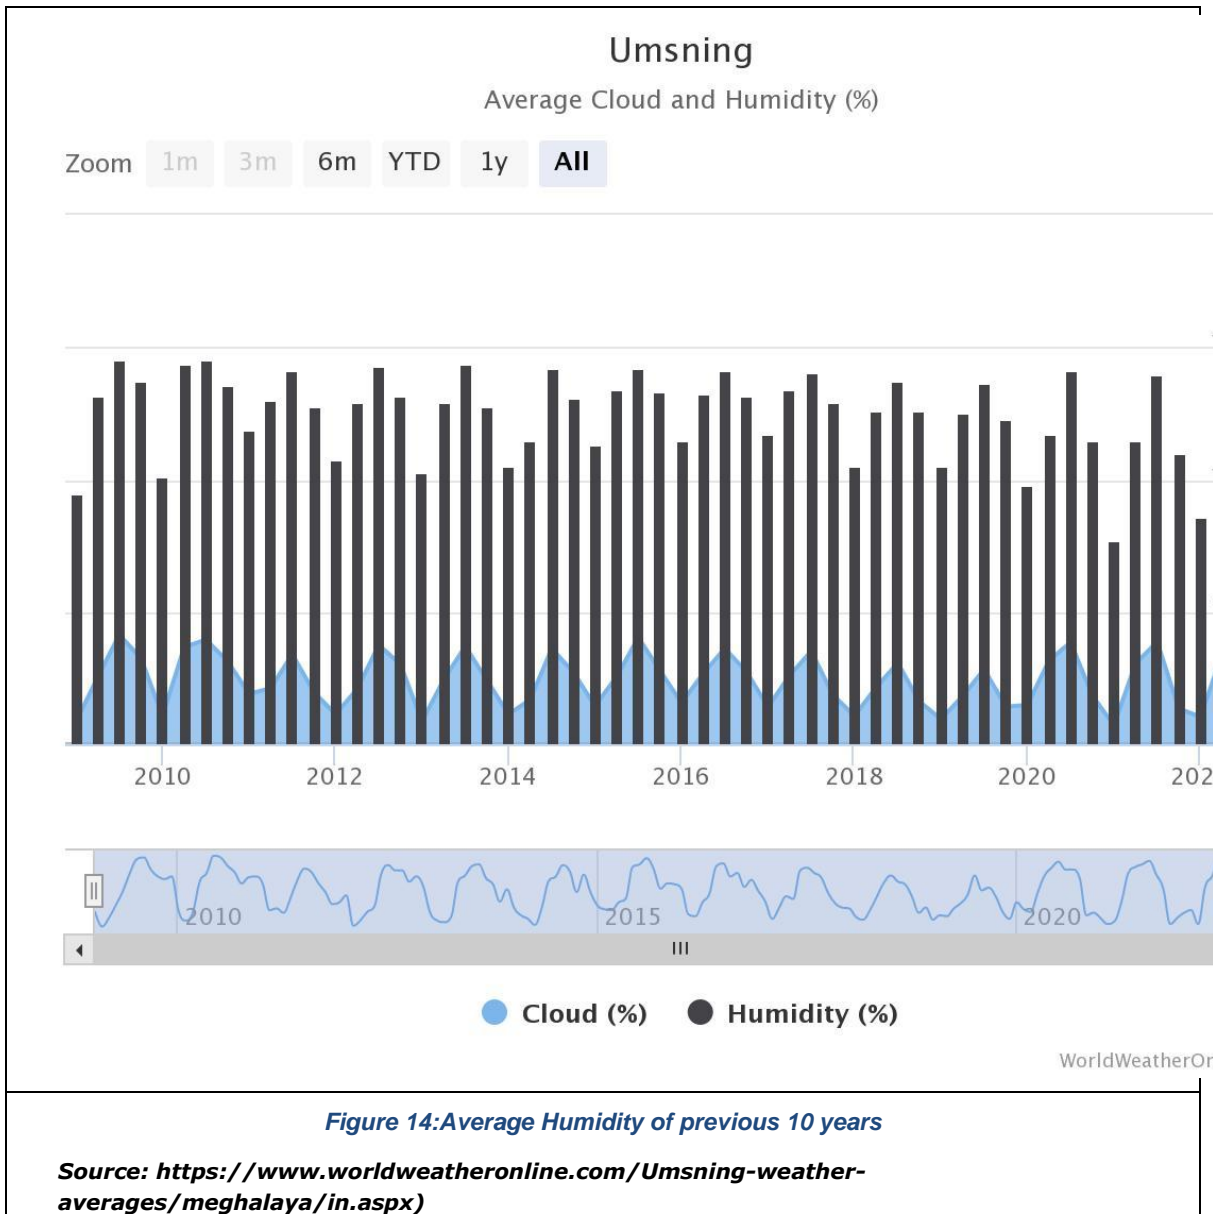 Umsning
Average Cloud and Humidity (%)
Zoom 1m 3m 6m YTD 1y All
2010 2012 2014 2016 2018 2020 202
2010 2015 2020
Cloud (%) Humidity (%)
WorldWeatherOn
Figure 14:Average Humidity of previous 10 years
Source: https://www.worldweatheronline.com/Umsning-weather-
averages/meghalaya/in.aspx)